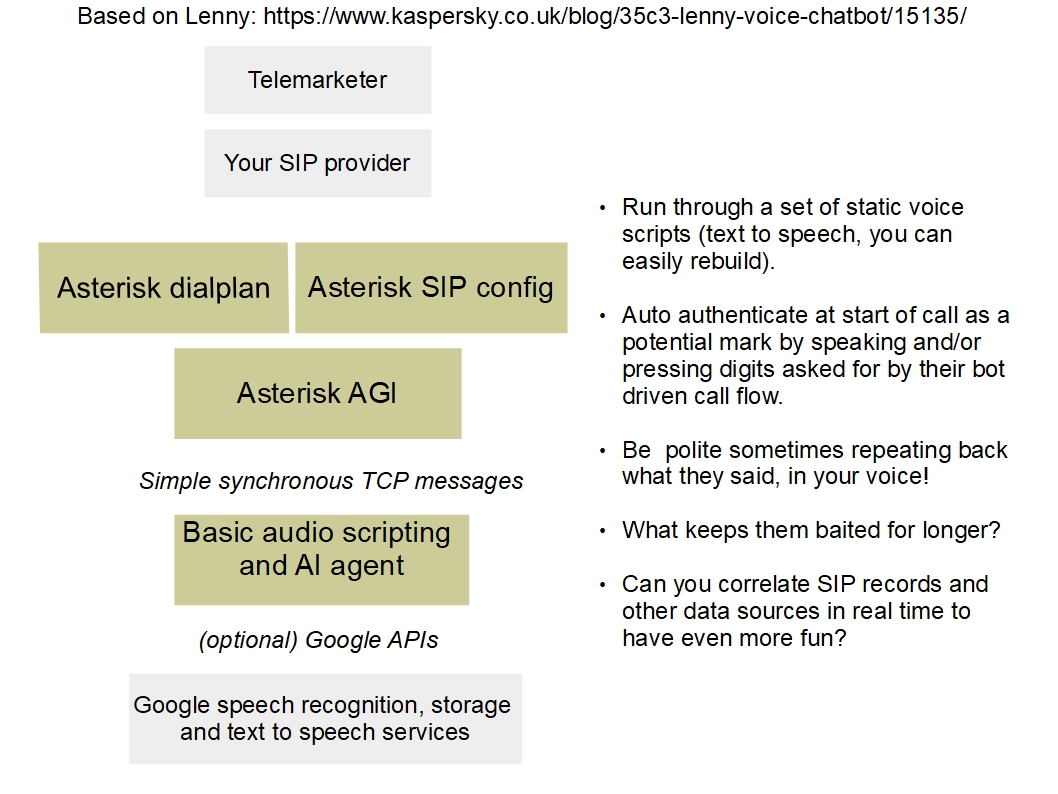 Based on Lenny: https://www.kaspersky.co.uk/blog/35c3-lenny-voice-chatbot/15135/
Telemarketer
Your SIP provider
Asterisk dialplan
Asterisk SIP config
Asterisk AGI
Simple synchronous TCP messages
Basic audio scripting
and AI agent
(optional) Google APIs
Google speech recognition, storage
and text to speech services
• Run through a set of static voice
scripts (text to speech, you can
easily rebuild).
• Auto authenticate at start of call as a
potential mark by speaking and/or
pressing digits asked for by their bot
driven call flow.
• Be  polite sometimes repeating back
what they said, in your voice!
• What keeps them baited for longer?
• Can you correlate SIP records and
other data sources in real time to
have even more fun?